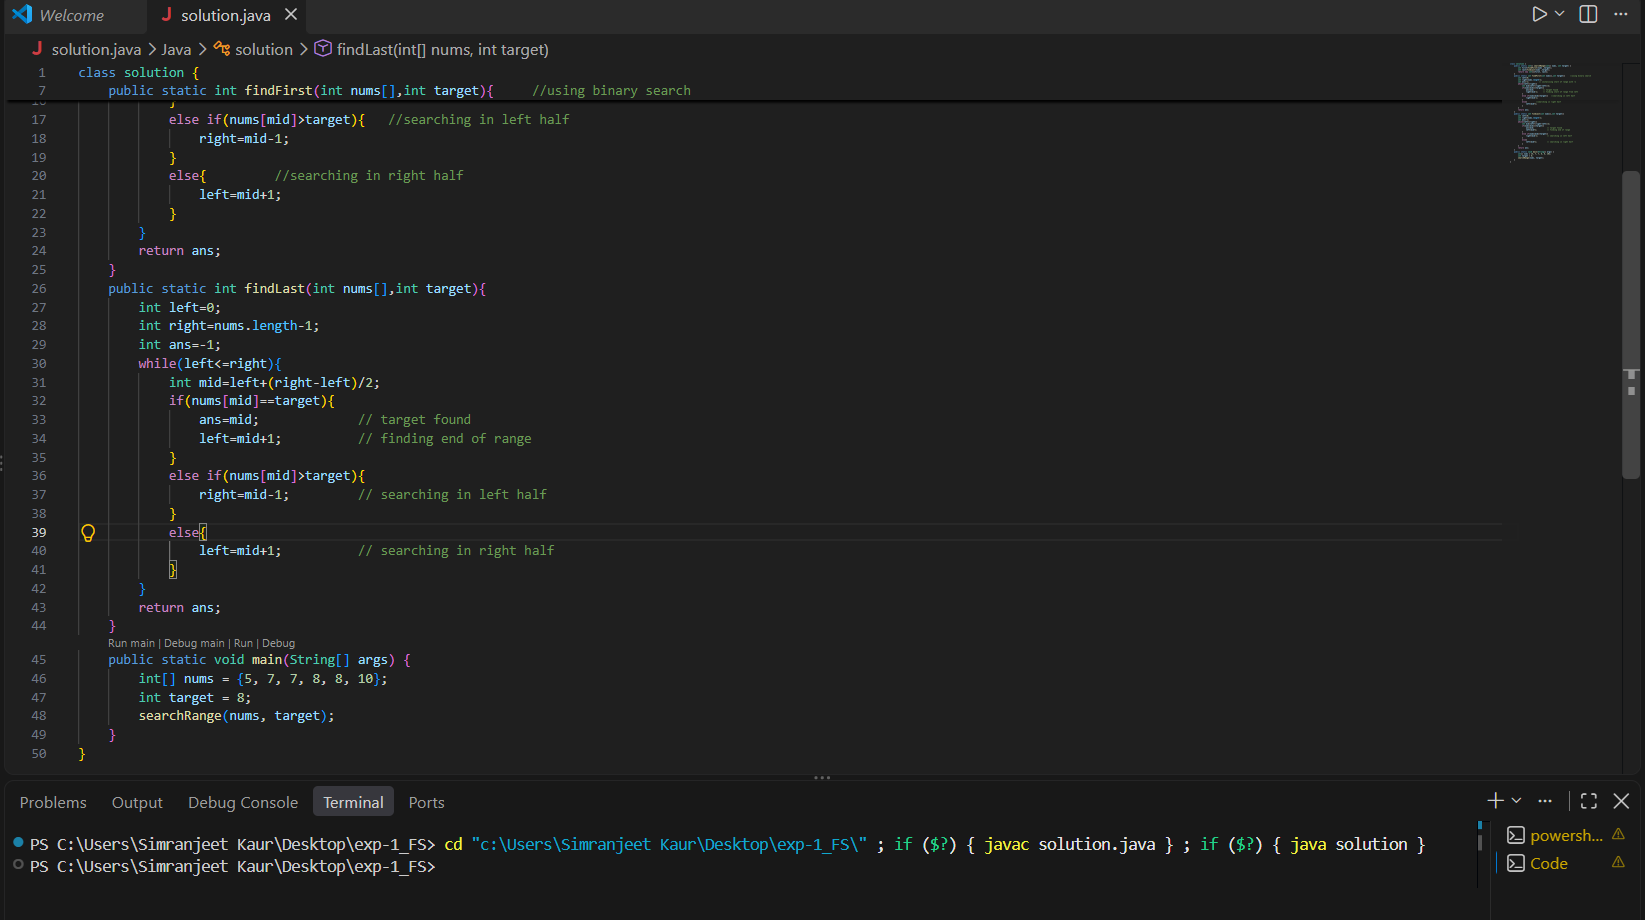 Welcome
J solution.java
J solution.java > Java > solution > findLast(int[] nums, int target)
1 class solution {
7 public static int findFirst(int nums[],int target){ //using binary search
16 }
17 else if(nums[mid]>target){ //searching in left half
18 right=mid-1;
19 }
20 else{ //searching in right half
21 left=mid+1;
22 }
23 }
24 return ans;
25 }
26 public static int findLast(int nums[],int target){
27 int left=0;
28 int right=nums.length-1;
29 int ans=-1;
30 while(left<=right){
31 int mid=left+(right-left)/2;
32 if(nums[mid]==target){
33 ans=mid; // target found
34 left=mid+1; // finding end of range
35 }
36 else if(nums[mid]>target){
37 right=mid-1; // searching in left half
38 }
39 else{
40 left=mid+1; // searching in right half
41 }
42 }
43 return ans;
44 }
Run main | Debug main | Run | Debug
45 public static void main(String[] args) {
46 int[] nums = {5, 7, 7, 8, 8, 10};
47 int target = 8;
48 searchRange(nums, target);
49 }
50 }
Problems Output Debug Console Terminal Ports
PS C:\Users\Simranjeet Kaur\Desktop\exp-1_FS> cd "c:\Users\Simranjeet Kaur\Desktop\exp-1_FS\" ; if ($?) { javac solution.java } ; if ($?) { java solution }
PS C:\Users\Simranjeet Kaur\Desktop\exp-1_FS>
powersh...
Code